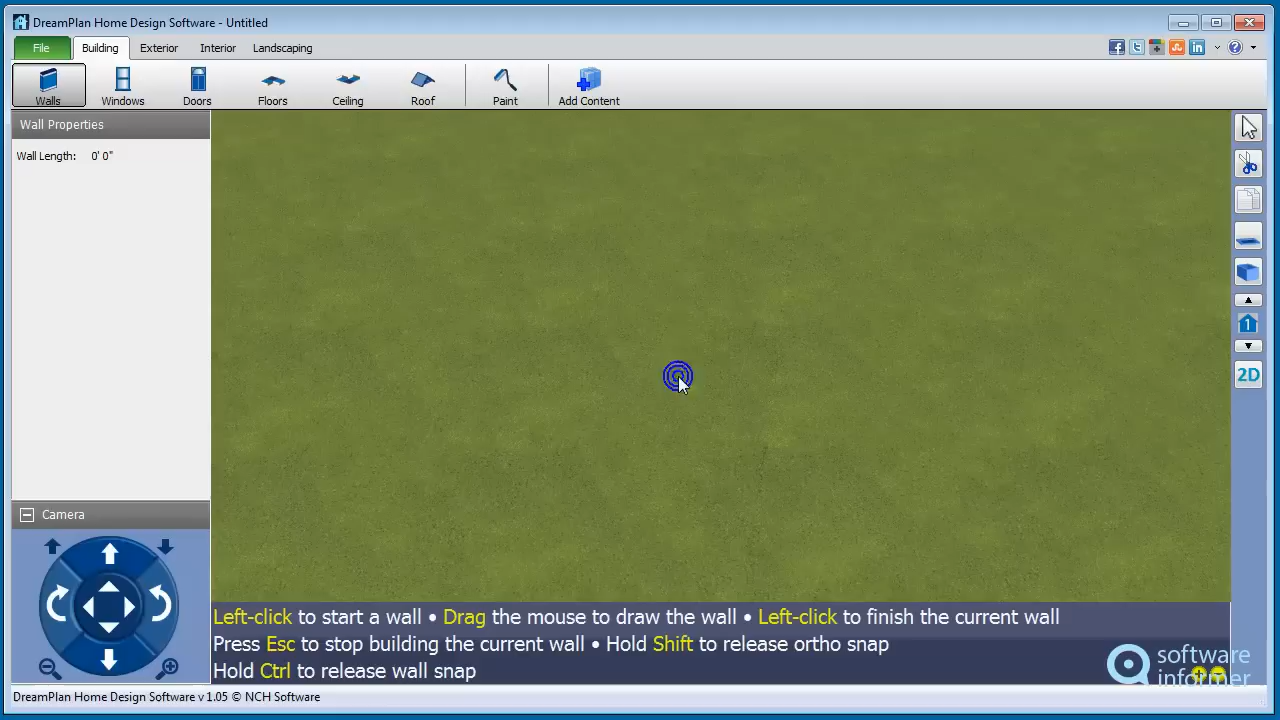 DreamPlan Home Design Software - Untitled
File Building Exterior Interior Landscaping
Walls Windows Doors Floors Ceiling Roof Paint Add Content
Wall Properties
Wall Length: 0' 0"
1
2D
Camera
Left-click to start a wall • Drag the mouse to draw the wall • Left-click to finish the current wall
Press Esc to stop building the current wall • Hold Shift to release ortho snap
Hold Ctrl to release wall snap
software
informer
DreamPlan Home Design Software v 1.05 © NCH Software